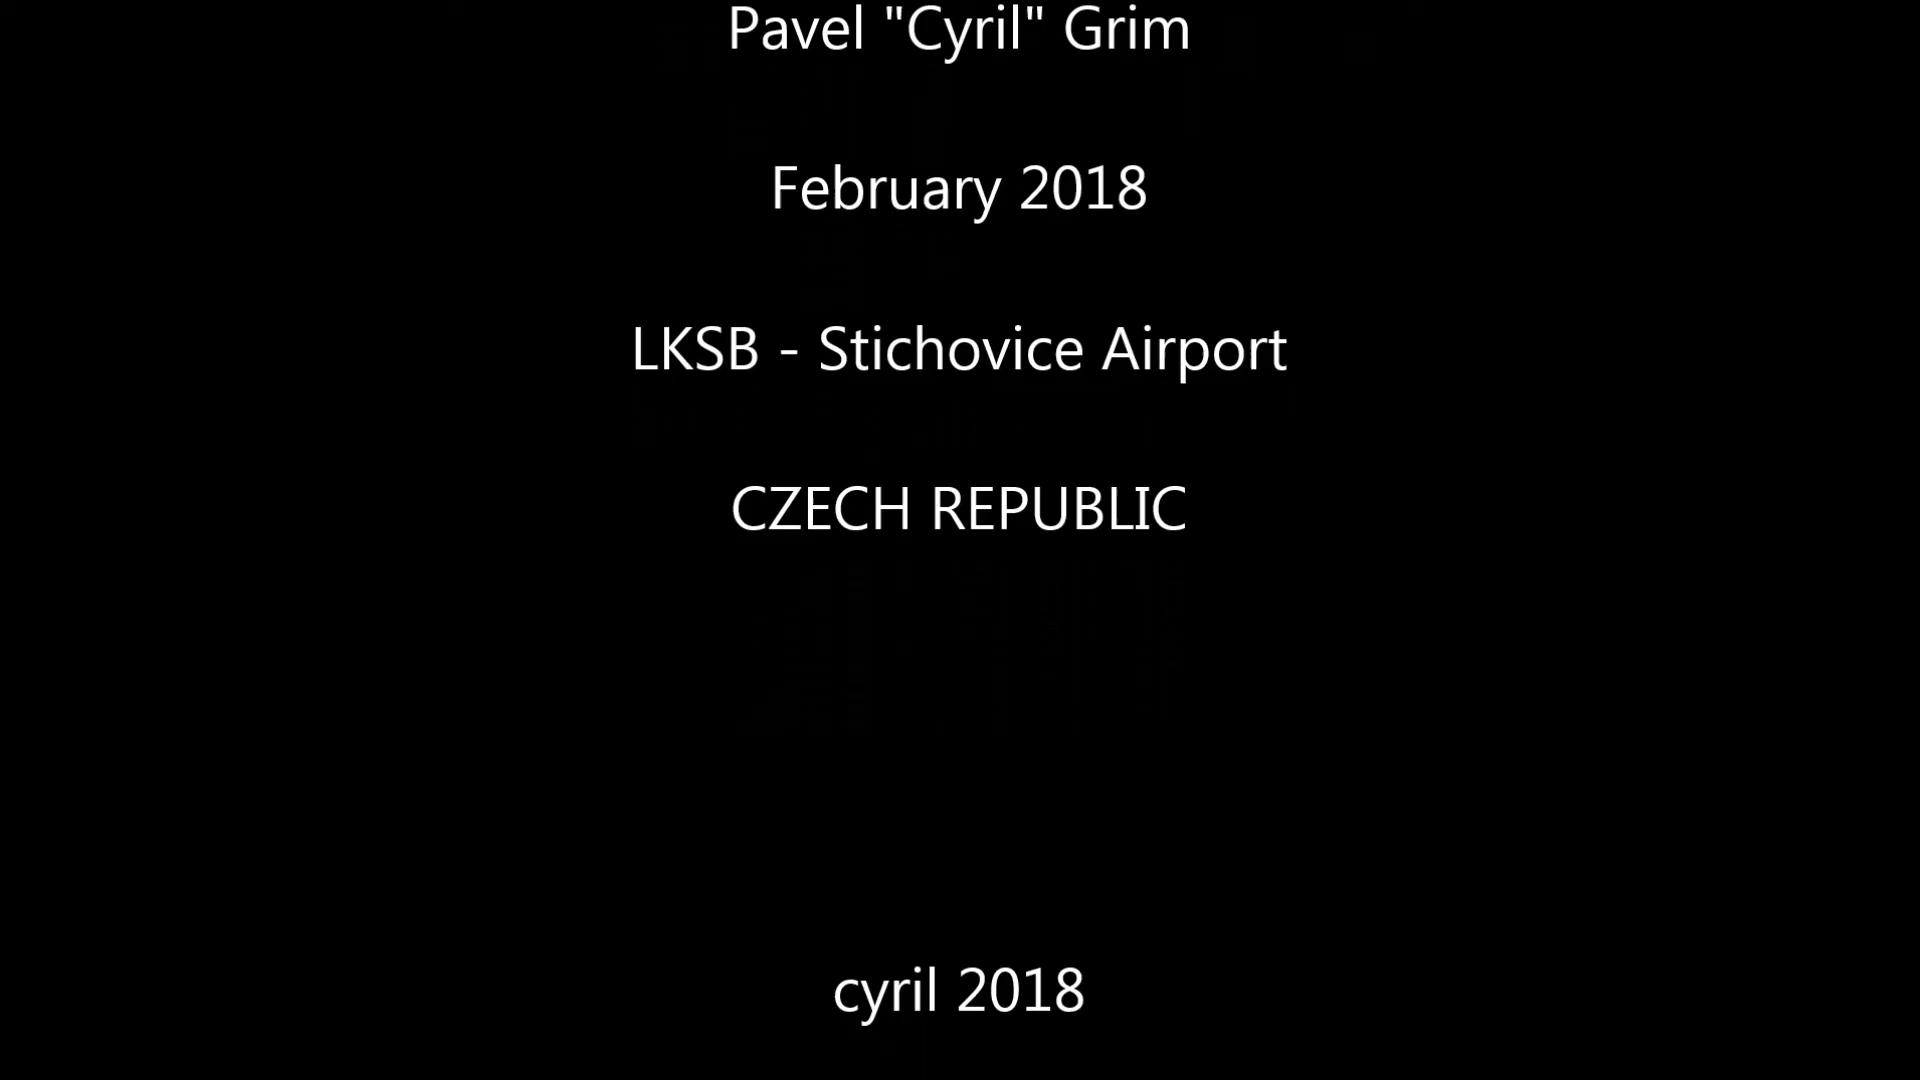 Pavel "Cyril" Grim
February 2018
LKSB - Stichovice Airport
CZECH REPUBLIC
cyril 2018